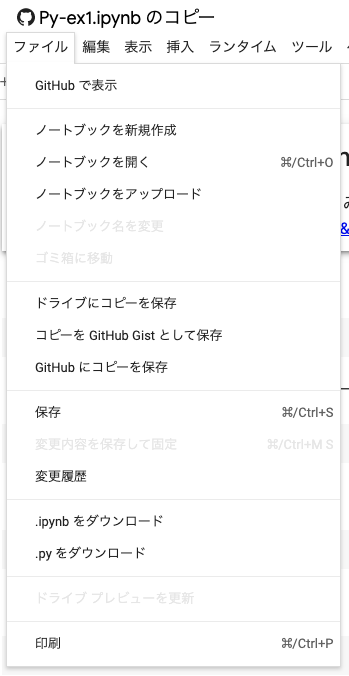 Py-ex1.ipynb のコピー
ファイル 編集 表示 挿入 ランタイム ツール
GitHub で表示
ノートブックを新規作成
ノートブックを開く ⌘/Ctrl+O
ノートブックをアップロード
ノートブック名を変更
ゴミ箱に移動
ドライブにコピーを保存
コピーを GitHub Gist として保存
GitHub にコピーを保存
保存 ⌘/Ctrl+S
変更内容を保存して固定 ⌘/Ctrl+M S
変更履歴
.ipynb をダウンロード
.py をダウンロード
ドライブ プレビューを更新
印刷 ⌘/Ctrl+P